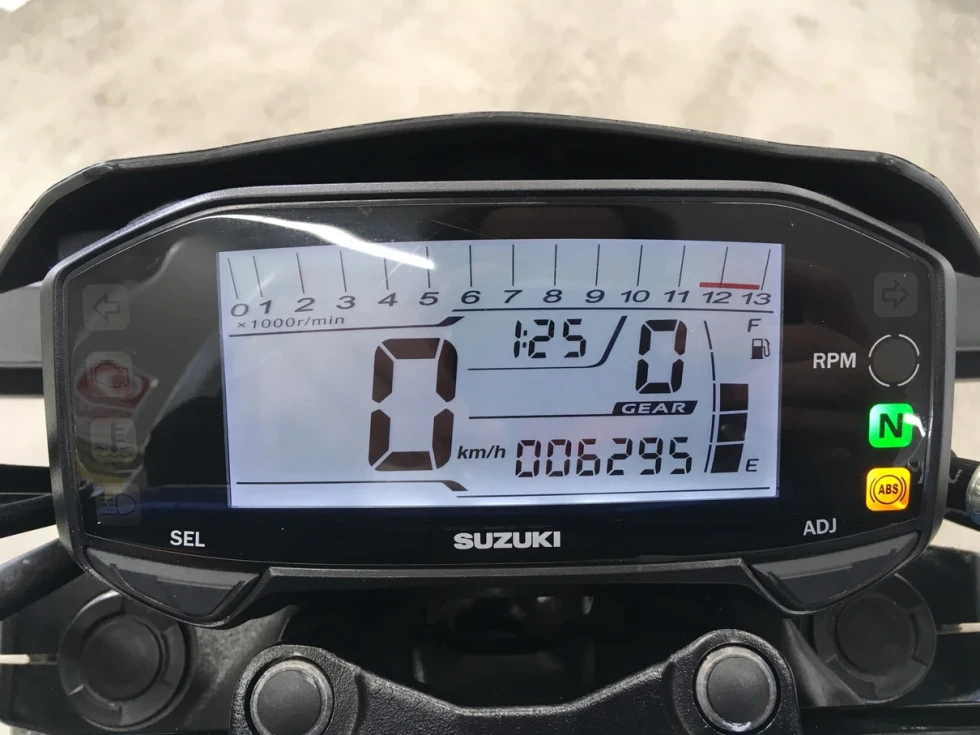 0 1 2 3 4 5 6 7 8 9 10 11 12 13
×1000r/min
1:25
0
F
RPM
0
GEAR
N
km/h
006295
E
ABS
SEL
SUZUKI
ADJ